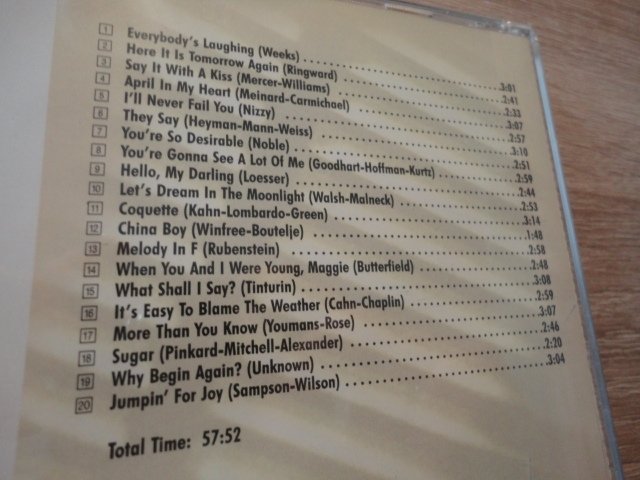 1 Everybody's Laughing (Weeks) 3:01
2 Here It Is Tomorrow Again (Ringward) 2:41
3 Say It With A Kiss (Mercer-Williams) 2:33
4 April In My Heart (Meinard-Carmichael) 3:07
5 I'll Never Fail You (Nizzy) 2:57
6 They Say (Heyman-Mann-Weiss) 3:10
7 You're So Desirable (Noble) 2:51
8 You're Gonna See A Lot Of Me (Goodhart-Hoffman-Kurtz) 2:59
9 Hello, My Darling (Loesser) 2:44
10 Let's Dream In The Moonlight (Walsh-Malneck) 2:53
11 Coquette (Kahn-Lombardo-Green) 3:14
12 China Boy (Winfree-Boutelje) 1:48
13 Melody In F (Rubenstein) 2:58
14 When You And I Were Young, Maggie (Butterfield) 2:48
15 What Shall I Say? (Tinturin) 3:08
16 It's Easy To Blame The Weather (Cahn-Chaplin) 2:59
17 More Than You Know (Youmans-Rose) 3:07
18 Sugar (Pinkard-Mitchell-Alexander) 2:46
19 Why Begin Again? (Unknown) 2:20
20 Jumpin' For Joy (Sampson-Wilson) 3:04
Total Time: 57:52